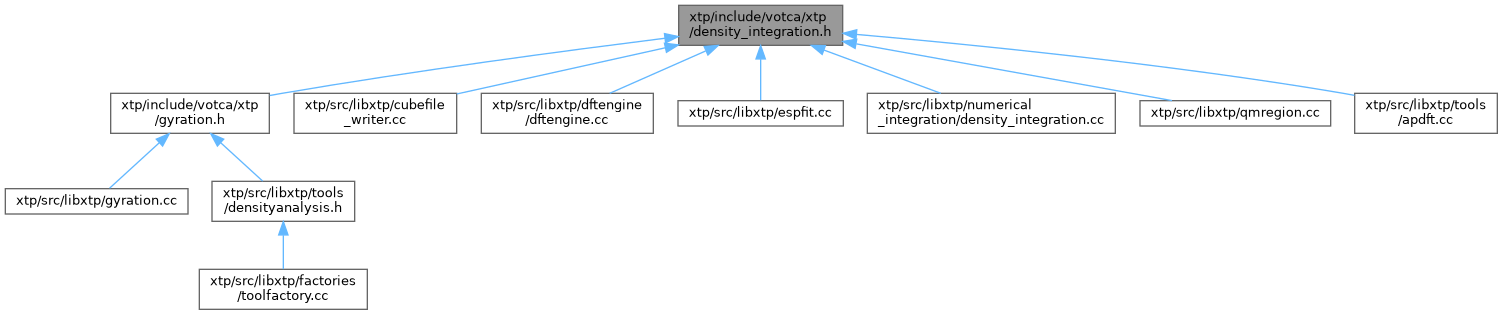 xtp/include/votca/xtp
/density_integration.h
xtp/include/votca/xtp
/gyration.h
xtp/src/libxtp/cubefile
_writer.cc
xtp/src/libxtp/dftengine
/dftengine.cc
xtp/src/libxtp/espfit.cc
xtp/src/libxtp/numerical
_integration/density_integration.cc
xtp/src/libxtp/qmregion.cc
xtp/src/libxtp/tools
/apdft.cc
xtp/src/libxtp/gyration.cc
xtp/src/libxtp/tools
/densityanalysis.h
xtp/src/libxtp/factories
/toolfactory.cc